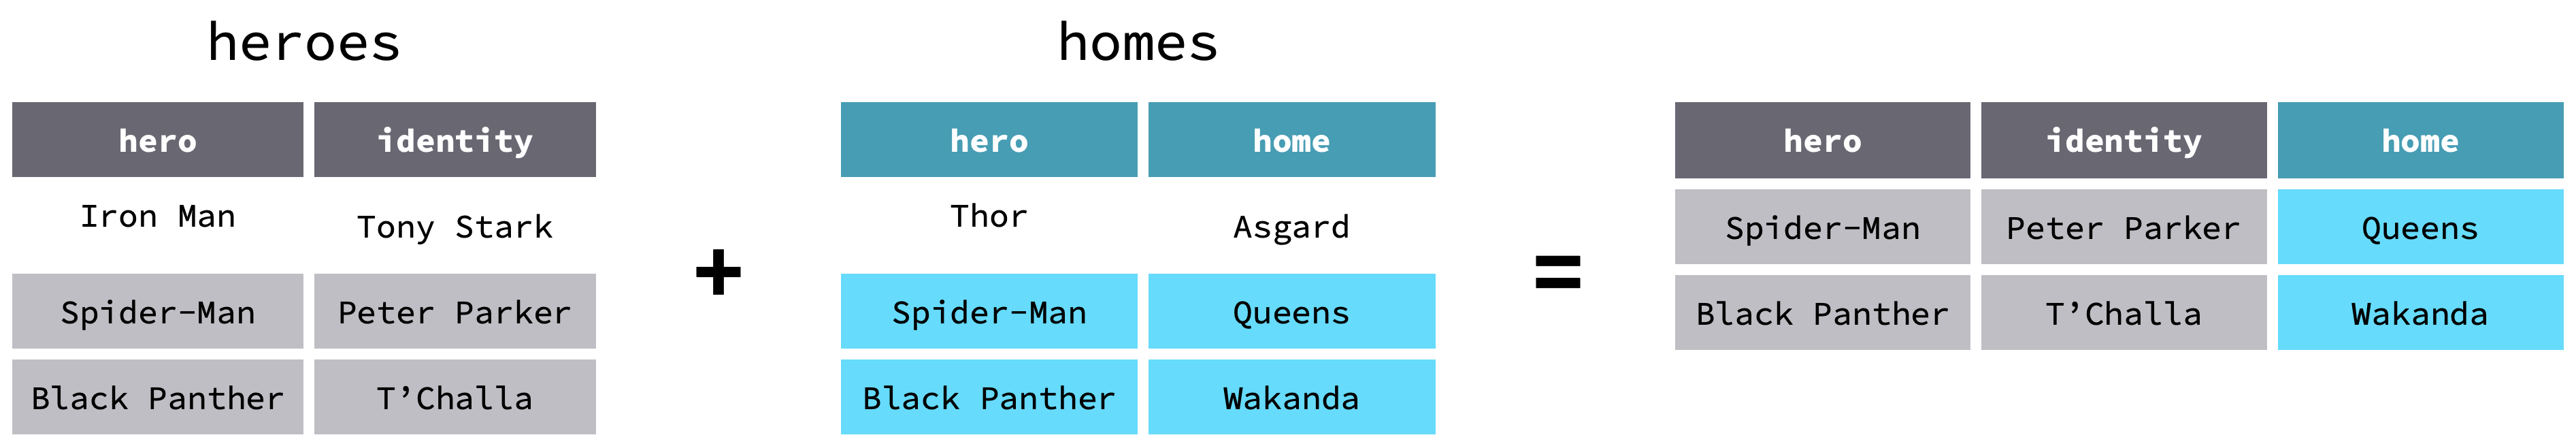 heroes
hero identity
Iron Man Tony Stark
Spider-Man Peter Parker
Black Panther T’Challa
+
homes
hero home
Thor Asgard
Spider-Man Queens
Black Panther Wakanda
=
hero identity home
Spider-Man Peter Parker Queens
Black Panther T’Challa Wakanda